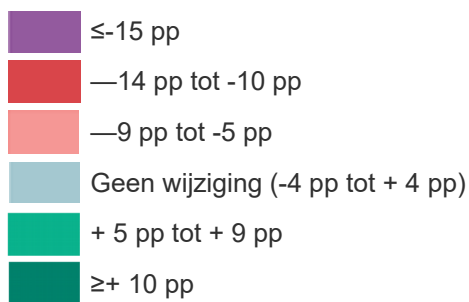 ≤-15 pp
—14 pp tot -10 pp
—9 pp tot -5 pp
Geen wijziging (-4 pp tot + 4 pp)
+ 5 pp tot + 9 pp
≥+ 10 pp